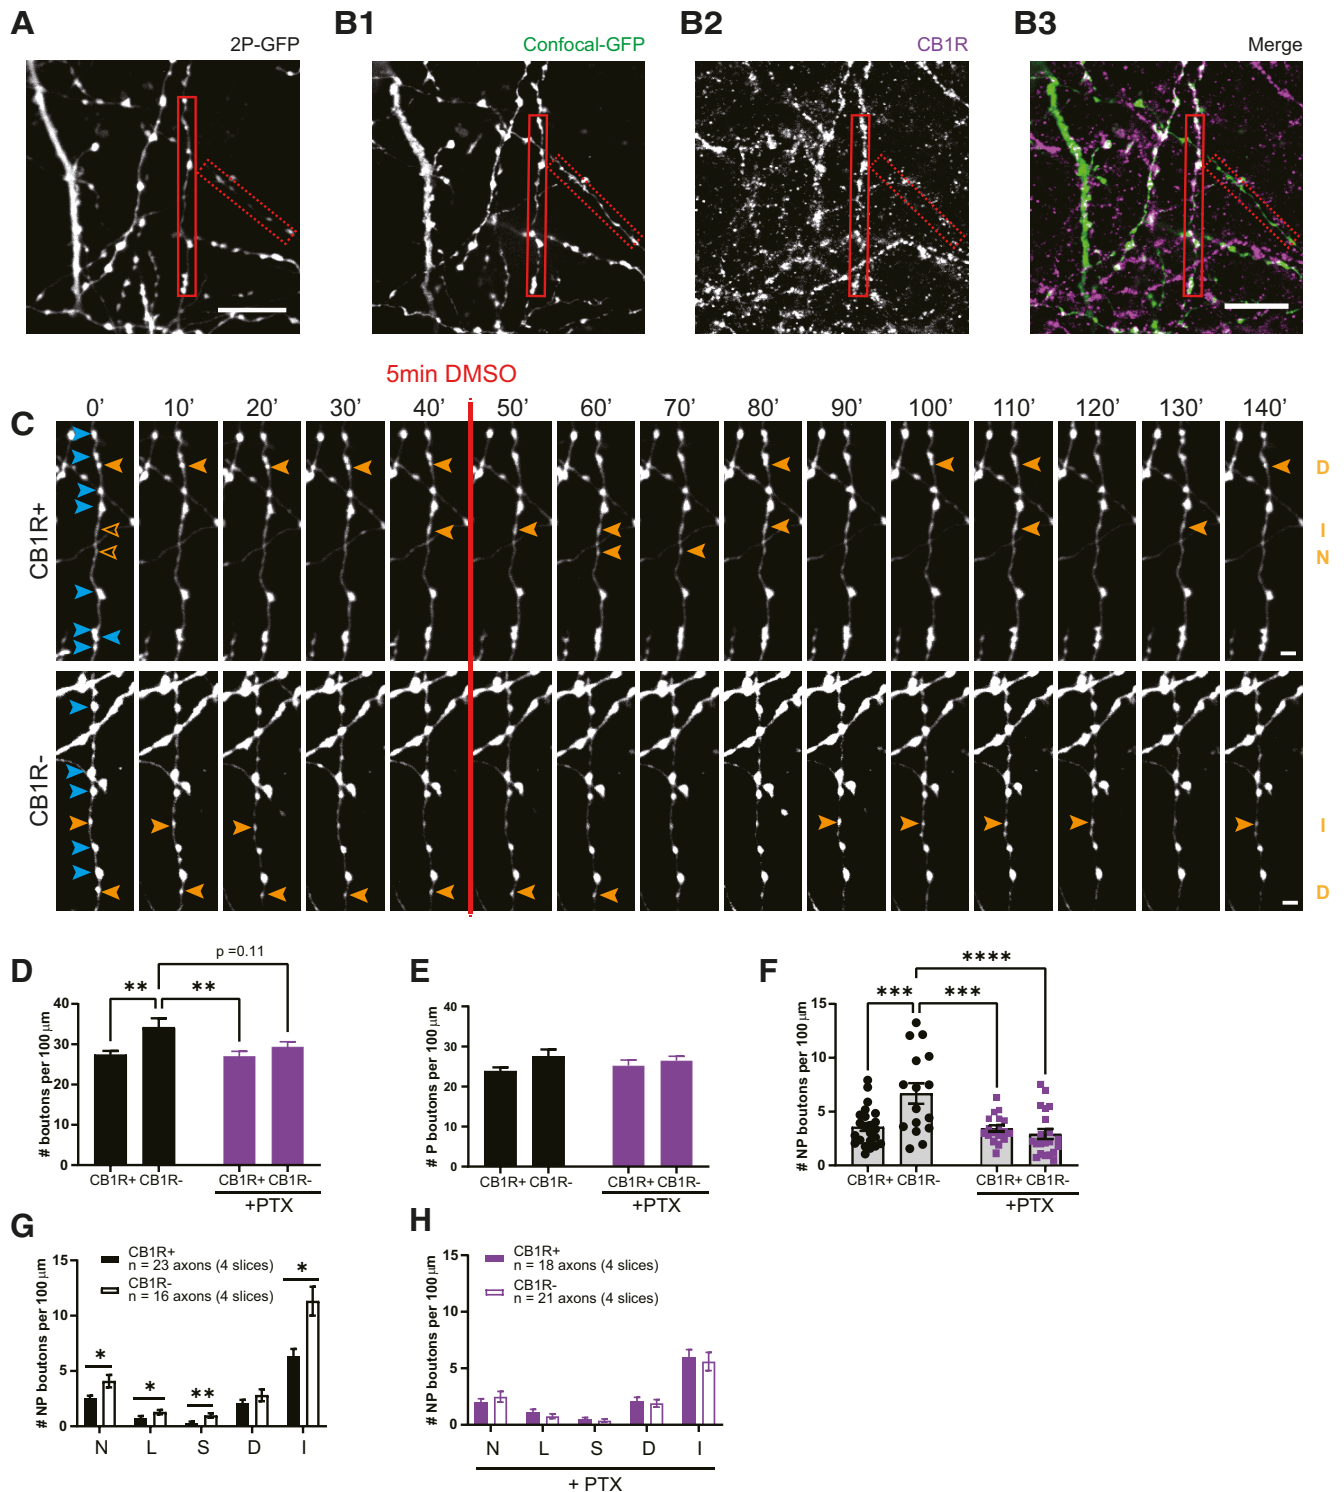 A
2P-GFP
B1
Confocal-GFP
B2
CB1R
B3
Merge
5min DMSO
C
0' 10' 20' 30' 40' 50' 60' 70' 80' 90' 100' 110' 120' 130' 140'
CB1R+
D
I
N
CB1R-
I
D
D
# boutons per 100 µm
40
30
20
10
0
** ** p =0.11
CB1R+ CB1R- CB1R+ CB1R-
+PTX
E
# P boutons per 100 µm
40
30
20
10
0
CB1R+ CB1R- CB1R+ CB1R-
+PTX
F
# NP boutons per 100 µm
15
10
5
0
*** *** ****
CB1R+ CB1R- CB1R+ CB1R-
+PTX
G
# NP boutons per 100 µm
15
10
5
0
CB1R+
n = 23 axons (4 slices)
CB1R-
n = 16 axons (4 slices)
* * ** *
N L S D I
H
# NP boutons per 100 µm
15
10
5
0
CB1R+
n = 18 axons (4 slices)
CB1R-
n = 21 axons (4 slices)
N L S D I
+ PTX